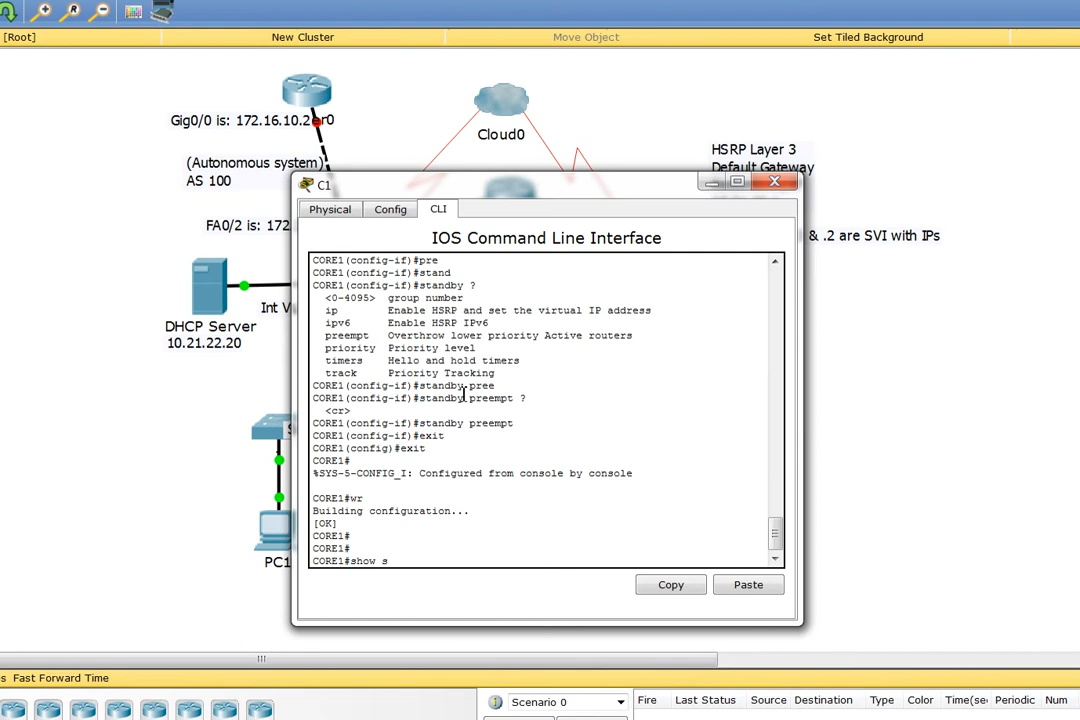 [Root]
New Cluster
Move Object
Set Tiled Background
Gig0/0 is: 172.16.10.2
er0
Cloud0
(Autonomous system)
AS 100
HSRP Layer 3
Default Gateway
FA0/2 is: 172.
& .2 are SVI with IPs
Int V
DHCP Server
10.21.22.20
S
PC1
C1
Physical
Config
CLI
IOS Command Line Interface
CORE1(config-if)#pre
CORE1(config-if)#stand
CORE1(config-if)#standby ?
<0-4095> group number
ip Enable HSRP and set the virtual IP address
ipv6 Enable HSRP IPv6
preempt Overthrow lower priority Active routers
priority Priority level
timers Hello and hold timers
track Priority Tracking
CORE1(config-if)#standby pree
CORE1(config-if)#standby preempt ?
<cr>
CORE1(config-if)#standby preempt
CORE1(config-if)#exit
CORE1(config)#exit
CORE1#
%SYS-5-CONFIG_I: Configured from console by console
CORE1#wr
Building configuration...
[OK]
CORE1#
CORE1#
CORE1#show s
Copy
Paste
s Fast Forward Time
Scenario 0
Fire
Last Status
Source
Destination
Type
Color
Time(sec
Periodic
Num